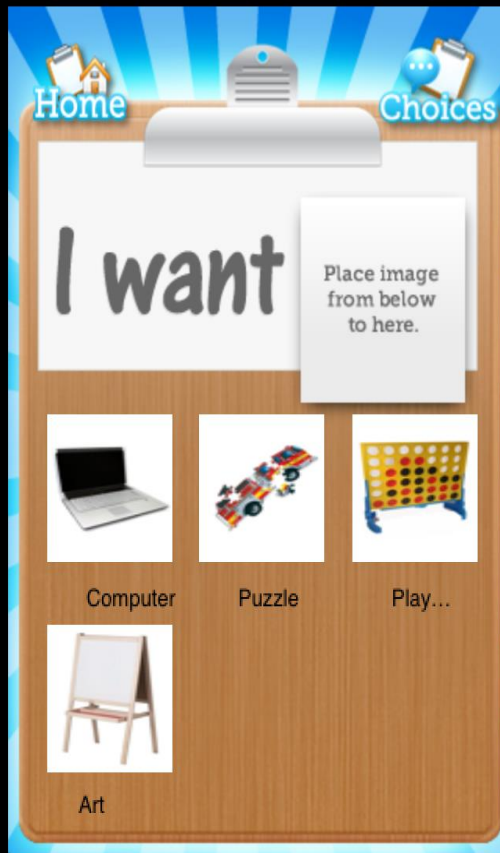 Home
Choices
I want
Place image
from below
to here.
Computer
Puzzle
Play…
Art